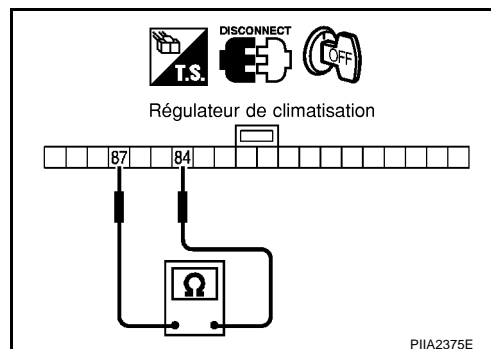 DISCONNECT
T.S.
OFF
Régulateur de climatisation
87 84
Ω
PIIA2375E